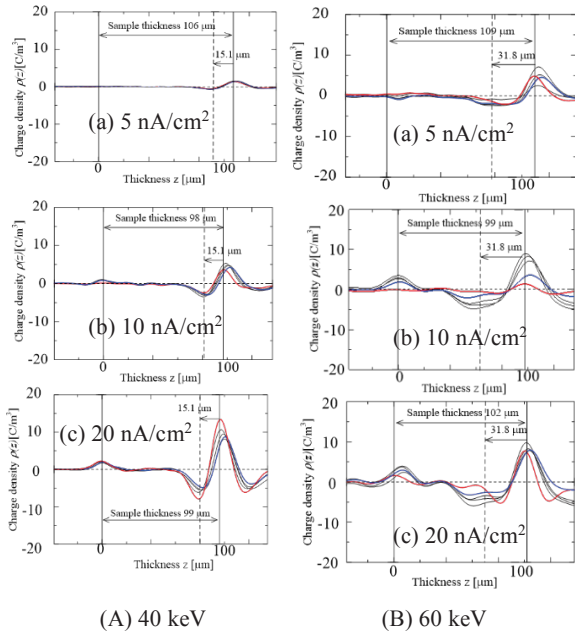 Charge density ρ(z)/[C/m³]
20
10
0
-10
-20
Sample thickness 106 μm
15.1 μm
(a) 5 nA/cm²
0
100
Thickness z [μm]
Charge density ρ(z)/[C/m³]
20
10
0
-10
-20
Sample thickness 109 μm
31.8 μm
(a) 5 nA/cm²
0
100
Thickness z [μm]
Charge density ρ(z)/[C/m³]
20
10
0
-10
-20
Sample thickness 98 μm
15.1 μm
(b) 10 nA/cm²
0
100
Thickness z [μm]
Charge density ρ(z)/[C/m³]
20
10
0
-10
-20
Sample thickness 99 μm
31.8 μm
(b) 10 nA/cm²
0
100
Thickness z [μm]
Charge density ρ(z)/[C/m³]
20
10
0
-10
-20
15.1 μm
(c) 20 nA/cm²
Sample thickness 99 μm
0
100
Thickness z [μm]
Charge density ρ(z)/[C/m³]
20
10
0
-10
-20
Sample thickness 102 μm
31.8 μm
(c) 20 nA/cm²
0
100
Thickness z [μm]
(A) 40 keV
(B) 60 keV